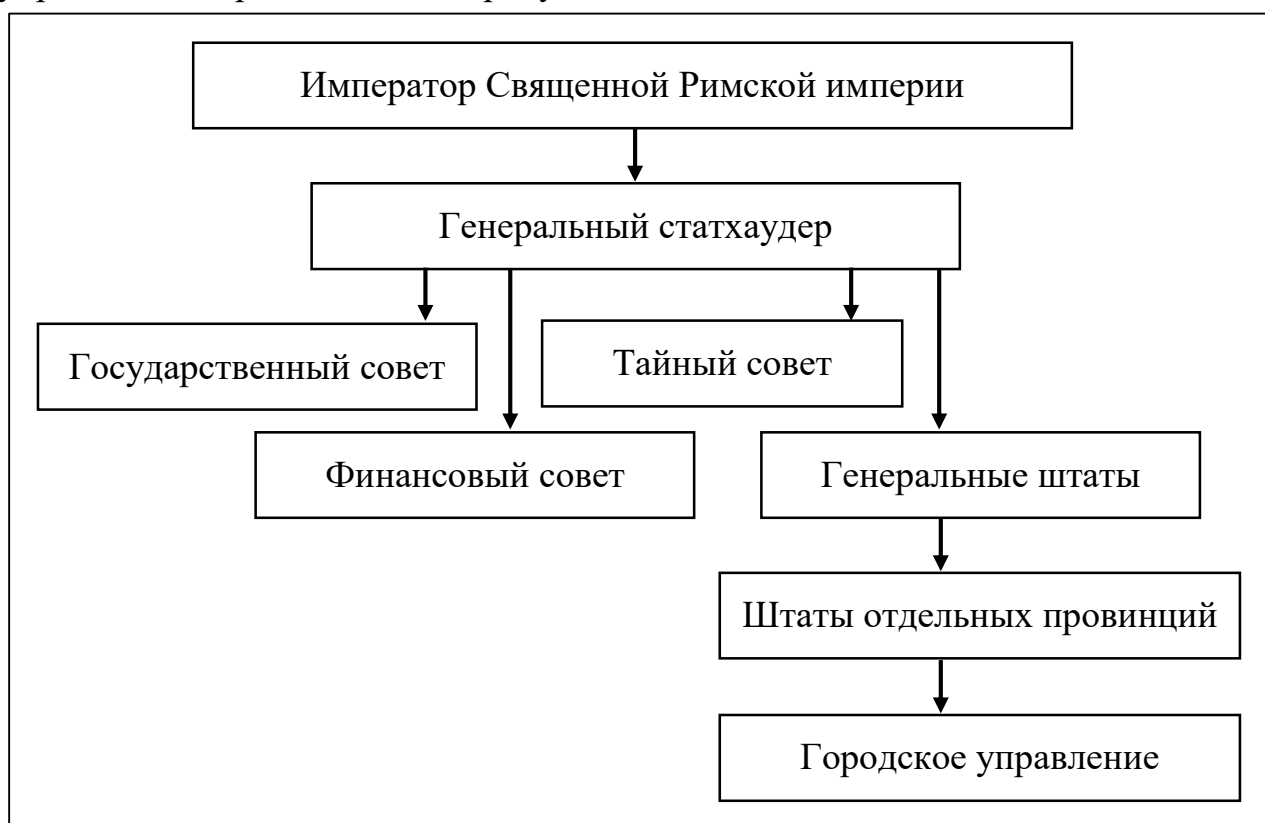 Император Священной Римской империи
Генеральный статхаудер
Государственный совет
Тайный совет
Финансовый совет
Генеральные штаты
Штаты отдельных провинций
Городское управление